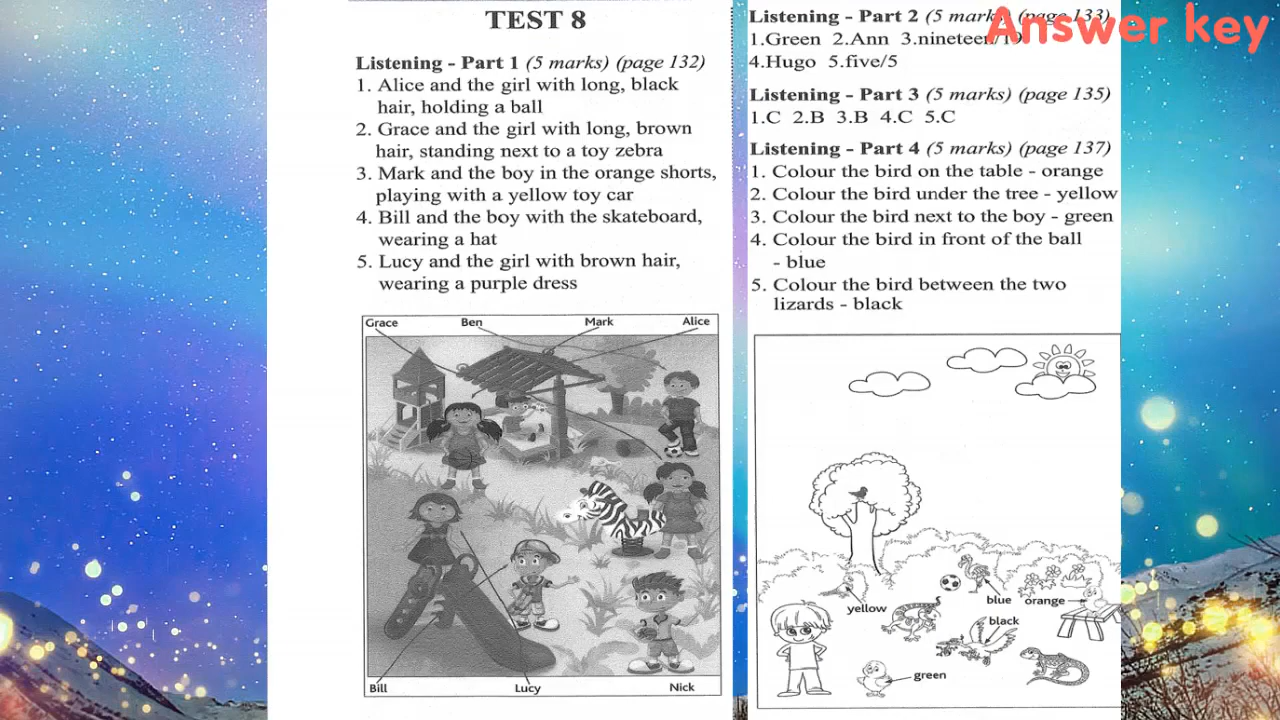 TEST 8
Listening - Part 1 (5 marks) (page 132)
1. Alice and the girl with long, black
hair, holding a ball
2. Grace and the girl with long, brown
hair, standing next to a toy zebra
3. Mark and the boy in the orange shorts,
playing with a yellow toy car
4. Bill and the boy with the skateboard,
wearing a hat
5. Lucy and the girl with brown hair,
wearing a purple dress
Grace Ben Mark Alice
Bill Lucy Nick
Answer key
Listening - Part 2 (5 marks) (page 133)
1.Green 2.Ann 3.nineteen/19
4.Hugo 5.five/5
Listening - Part 3 (5 marks) (page 135)
1.C 2.B 3.B 4.C 5.C
Listening - Part 4 (5 marks) (page 137)
1. Colour the bird on the table - orange
2. Colour the bird under the tree - yellow
3. Colour the bird next to the boy - green
4. Colour the bird in front of the ball
- blue
5. Colour the bird between the two
lizards - black
yellow blue orange
black
green